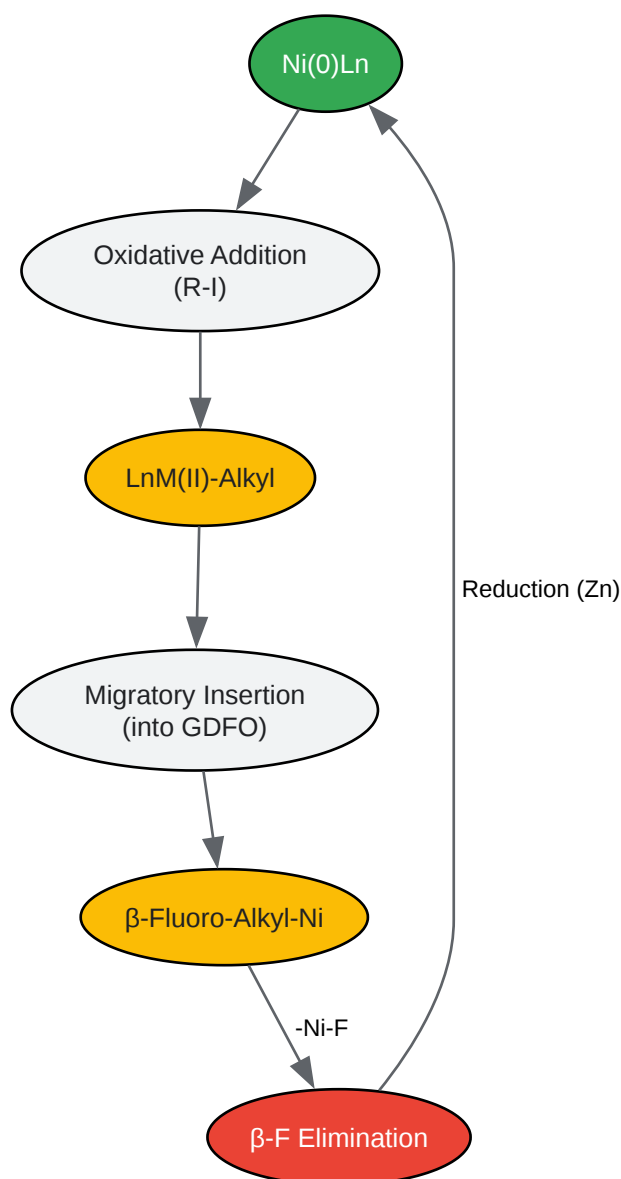 Ni(0)Ln
Oxidative Addition
(R-I)
LnM(II)-Alkyl
Reduction (Zn)
Migratory Insertion
(into GDFO)
β-Fluoro-Alkyl-Ni
-Ni-F
β-F Elimination